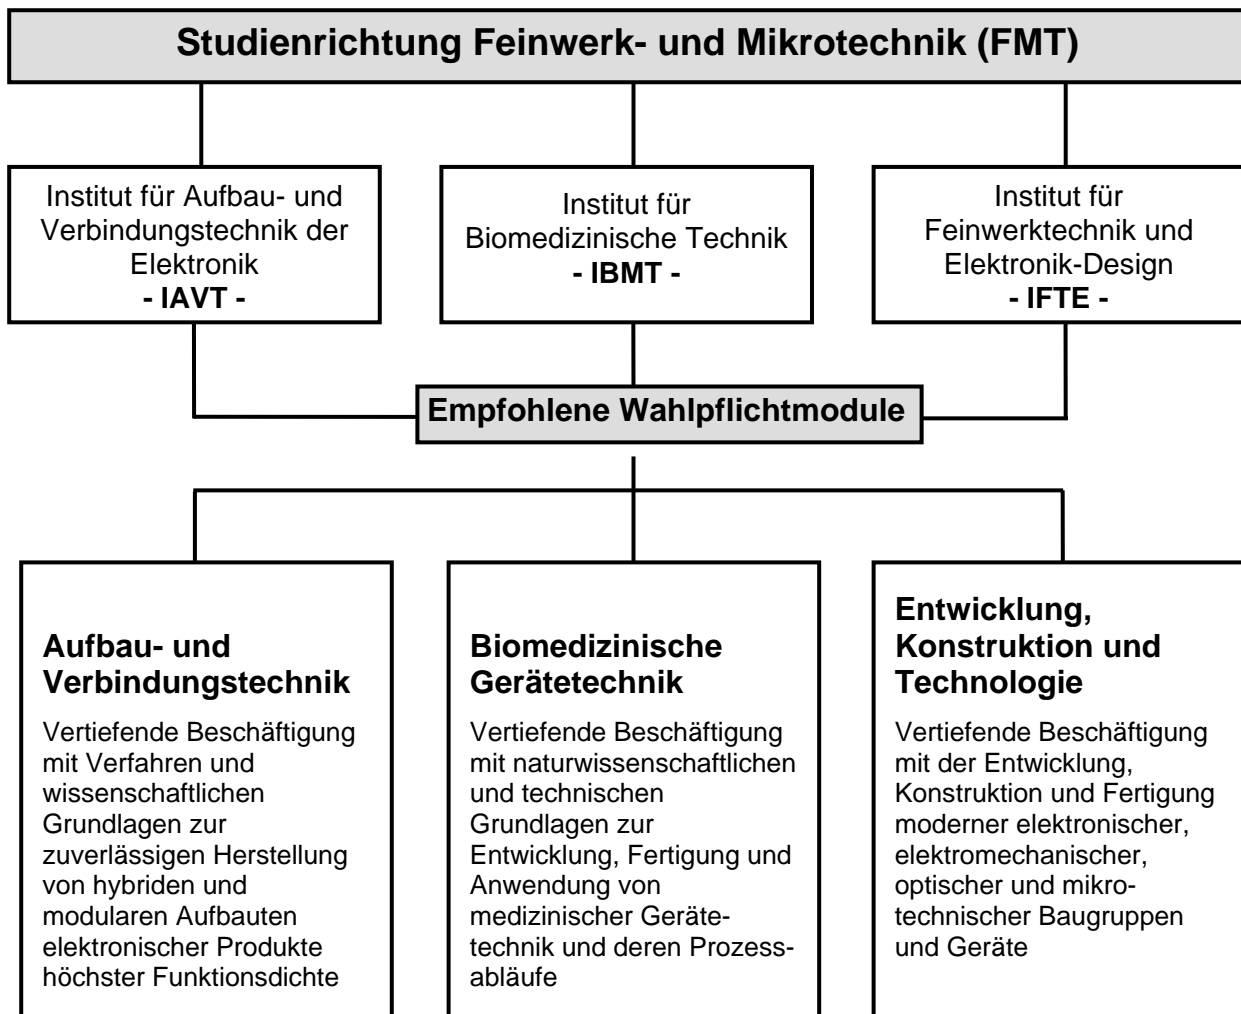 Studienrichtung Feinwerk- und Mikrotechnik (FMT)
Institut für Aufbau- und
Verbindungstechnik der
Elektronik
- IAVT -
Institut für
Biomedizinische Technik
- IBMT -
Institut für
Feinwerktechnik und
Elektronik-Design
- IFTE -
Empfohlene Wahlpflichtmodule
Aufbau- und
Verbindungstechnik
Vertiefende Beschäftigung
mit Verfahren und
wissenschaftlichen
Grundlagen zur
zuverlässigen Herstellung
von hybriden und
modularen Aufbauten
elektronischer Produkte
höchster Funktionsdichte
Biomedizinische
Gerätetechnik
Vertiefende Beschäftigung
mit naturwissenschaftlichen
und technischen
Grundlagen zur
Entwicklung, Fertigung und
Anwendung von
medizinischer Geräte-
technik und deren Prozess-
abläufe
Entwicklung,
Konstruktion und
Technologie
Vertiefende Beschäftigung
mit der Entwicklung,
Konstruktion und Fertigung
moderner elektronischer,
elektromechanischer,
optischer und mikro-
technischer Baugruppen
und Geräte